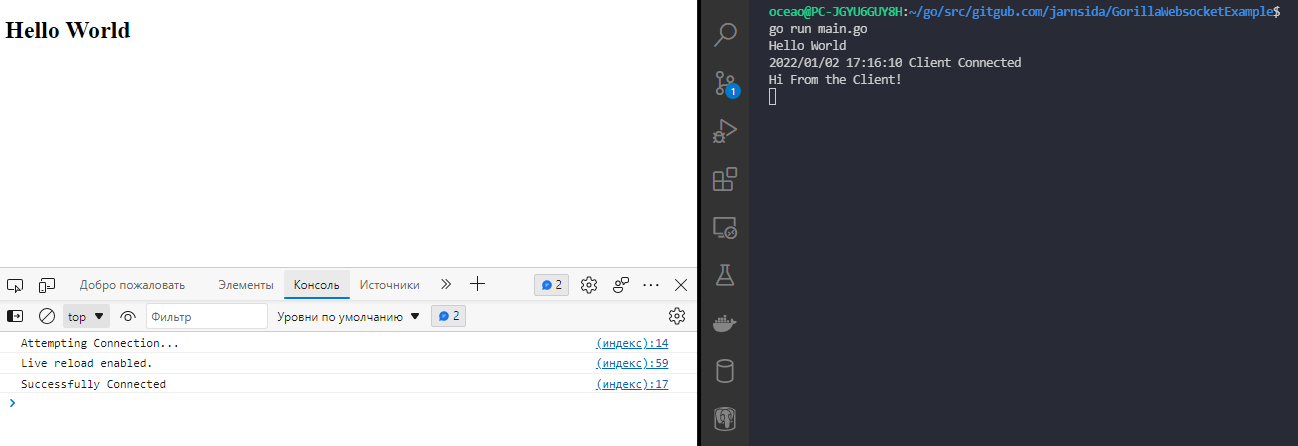 Hello World
Добро пожаловать Элементы Консоль Источники 2
top Фильтр Уровни по умолчанию 2
Attempting Connection... (индекс):14
Live reload enabled. (индекс):59
Successfully Connected (индекс):17
1
oceao@PC-JGYU6GUY8H:~/go/src/gitgub.com/jarnsida/GorillaWebsocketExample$
go run main.go
Hello World
2022/01/02 17:16:10 Client Connected
Hi From the Client!